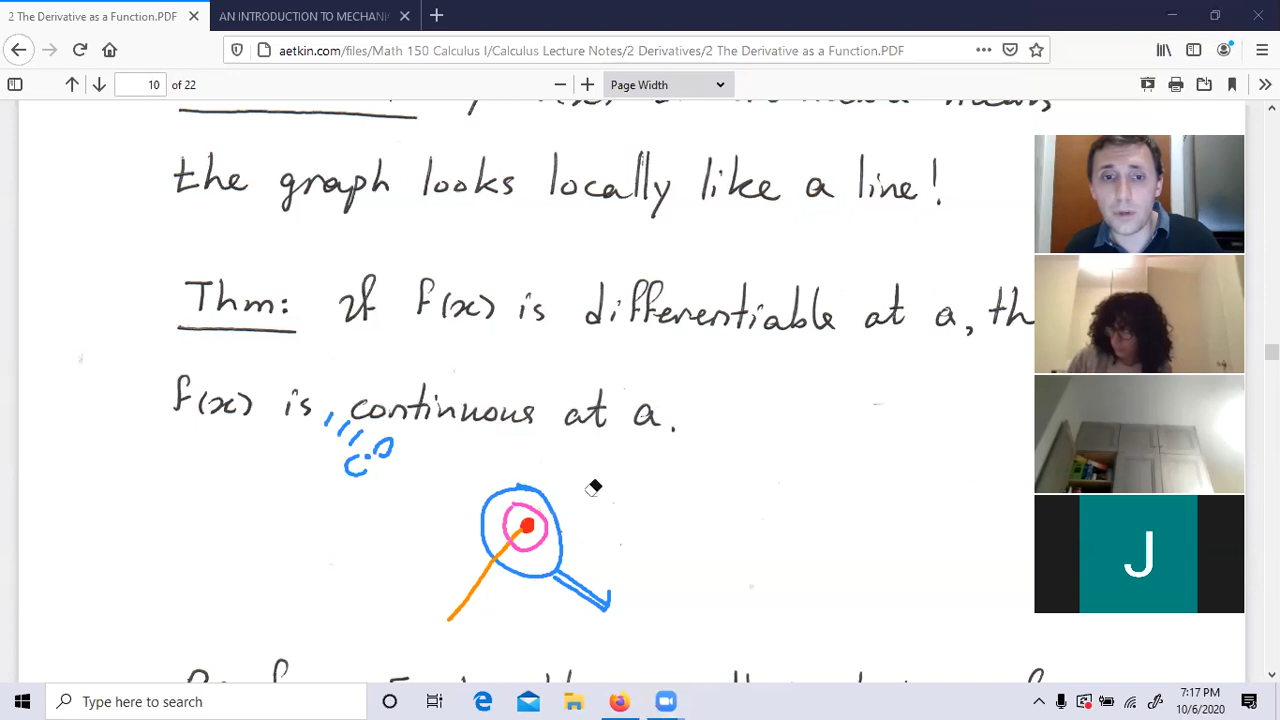 2 The Derivative as a Function.PDF
AN INTRODUCTION TO MECHANI
aetkin.com/files/Math 150 Calculus I/Calculus Lecture Notes/2 Derivatives/2 The Derivative as a Function.PDF
10 of 22
Page Width
the graph looks locally like a line!
Thm: If f(x) is differentiable at a, th
f(x) is continuous at a.
J
Type here to search
7:17 PM
10/6/2020